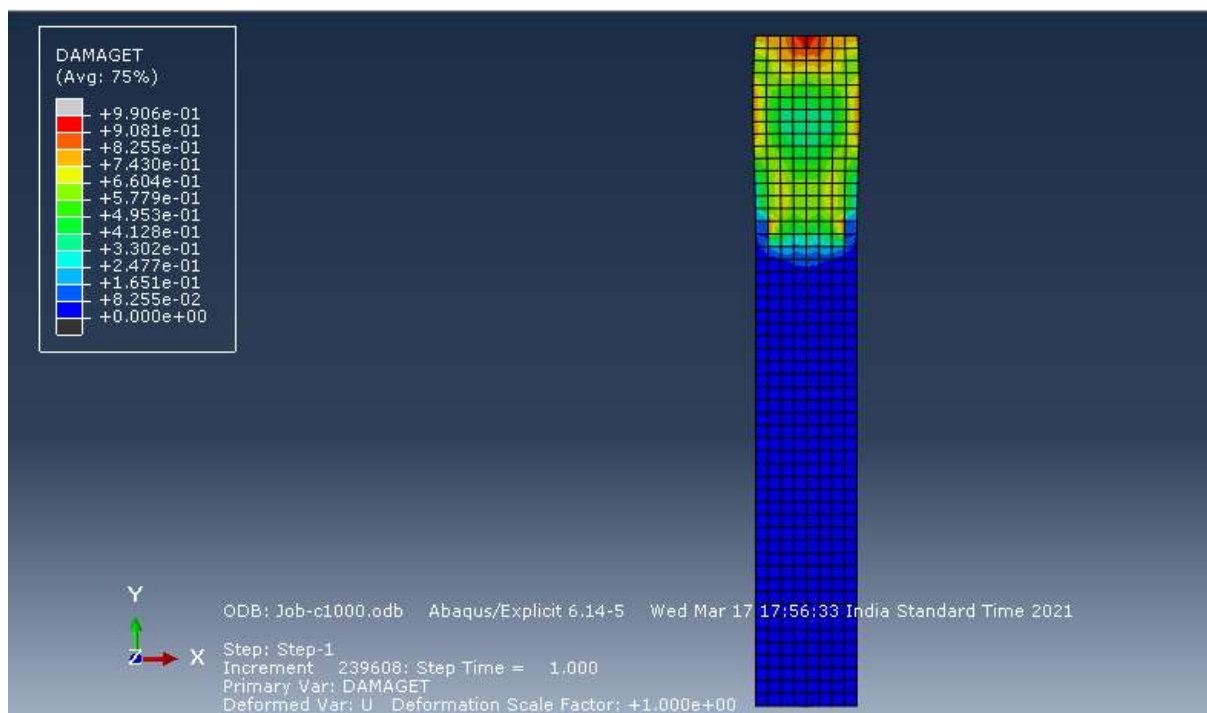 DAMAGET
(Avg: 75%)
+9.906e-01
+9.081e-01
+8.255e-01
+7.430e-01
+6.604e-01
+5.779e-01
+4.953e-01
+4.128e-01
+3.302e-01
+2.477e-01
+1.651e-01
+8.255e-02
+0.000e+00
Y
Z X
ODB: Job-c1000.odb Abaqus/Explicit 6.14-5 Wed Mar 17 17:56:33 India Standard Time 2021
Step: Step-1
Increment 239608: Step Time = 1.000
Primary Var: DAMAGET
Deformed Var: U Deformation Scale Factor: +1.000e+00